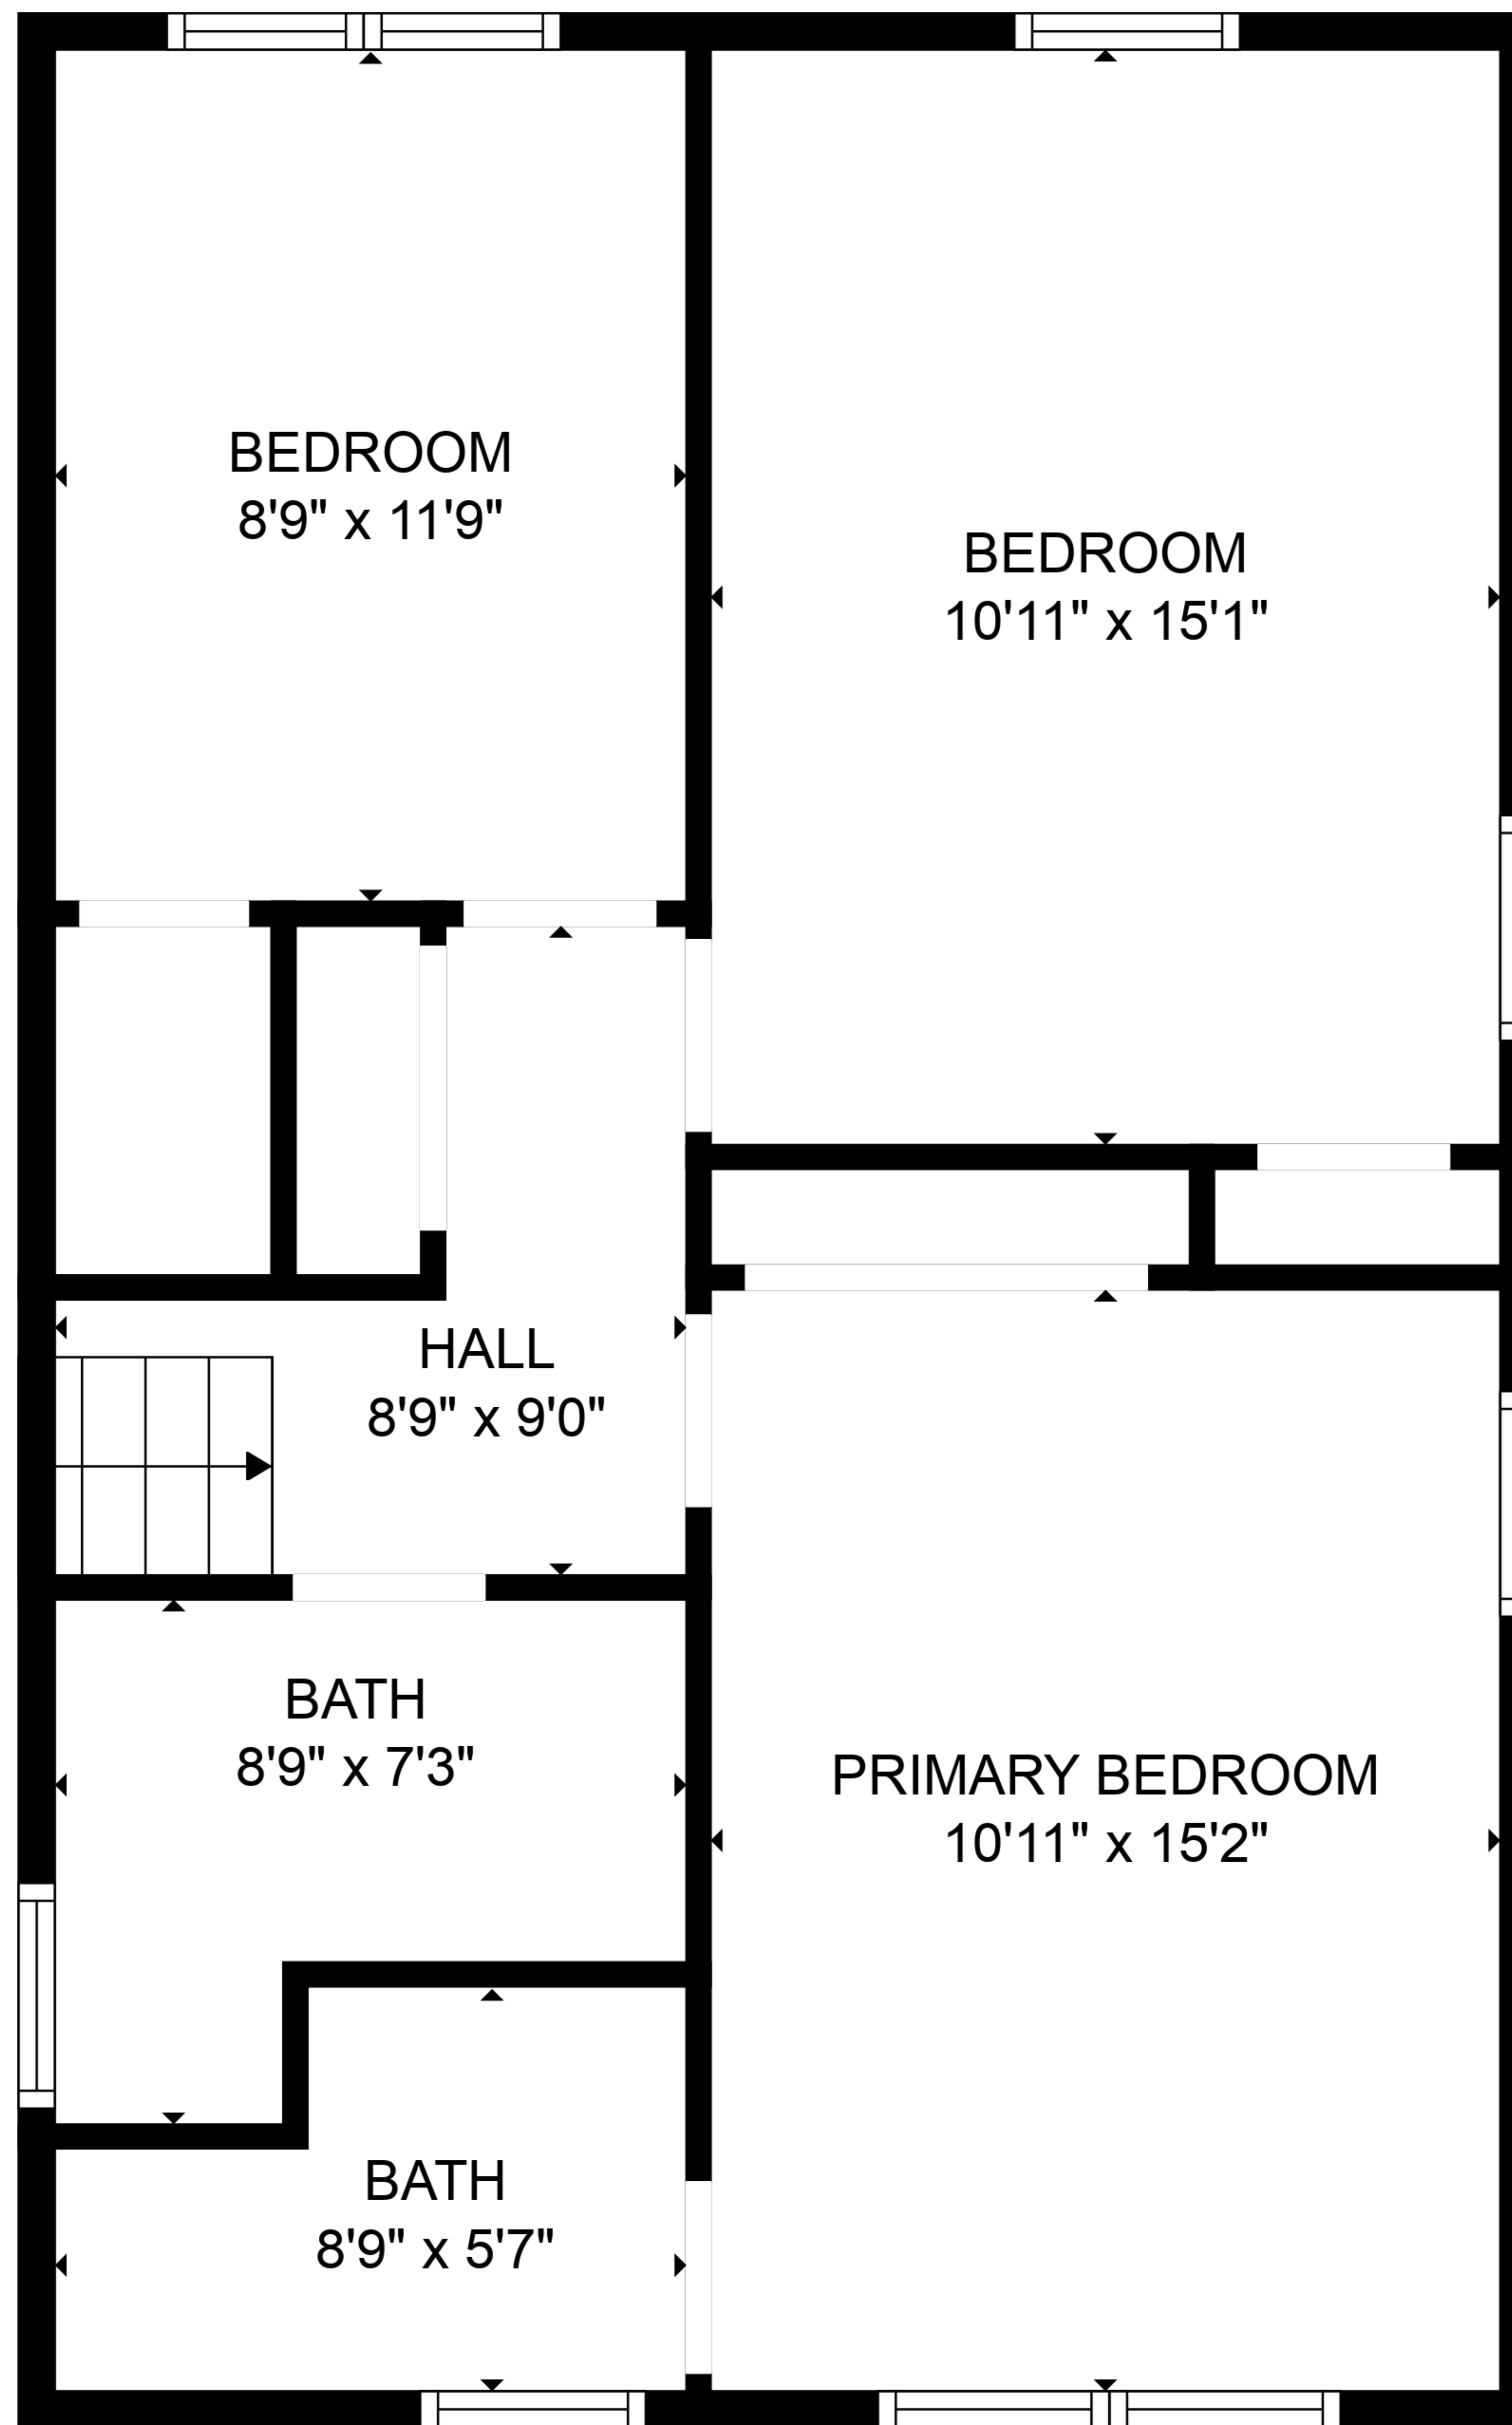 BEDROOM
8'9" x 11'9"
BEDROOM
10'11" x 15'1"
HALL
8'9" x 9'0"
BATH
8'9" x 7'3"
PRIMARY BEDROOM
10'11" x 15'2"
BATH
8'9" x 5'7"